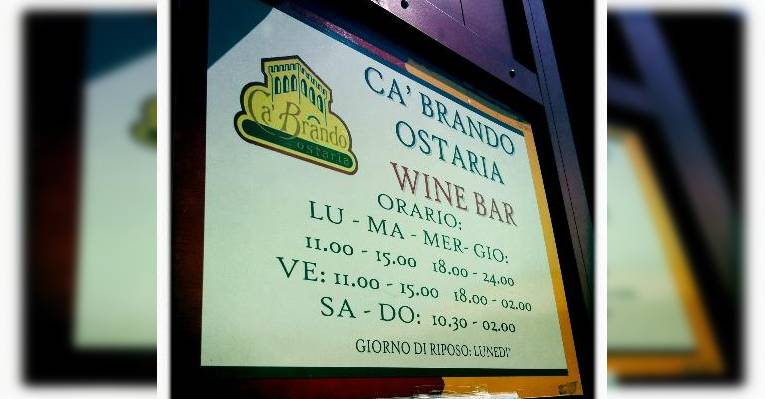 Ca' Brando
ostaria
CA' BRANDO
OSTARIA
WINE BAR
ORARIO:
LU - MA - MER- GIO:
11.00 - 15.00 18.00 - 24.00
VE: 11.00 - 15.00 18.00 - 02.00
SA - DO: 10.30 - 02.00
GIORNO DI RIPOSO: LUNEDI'